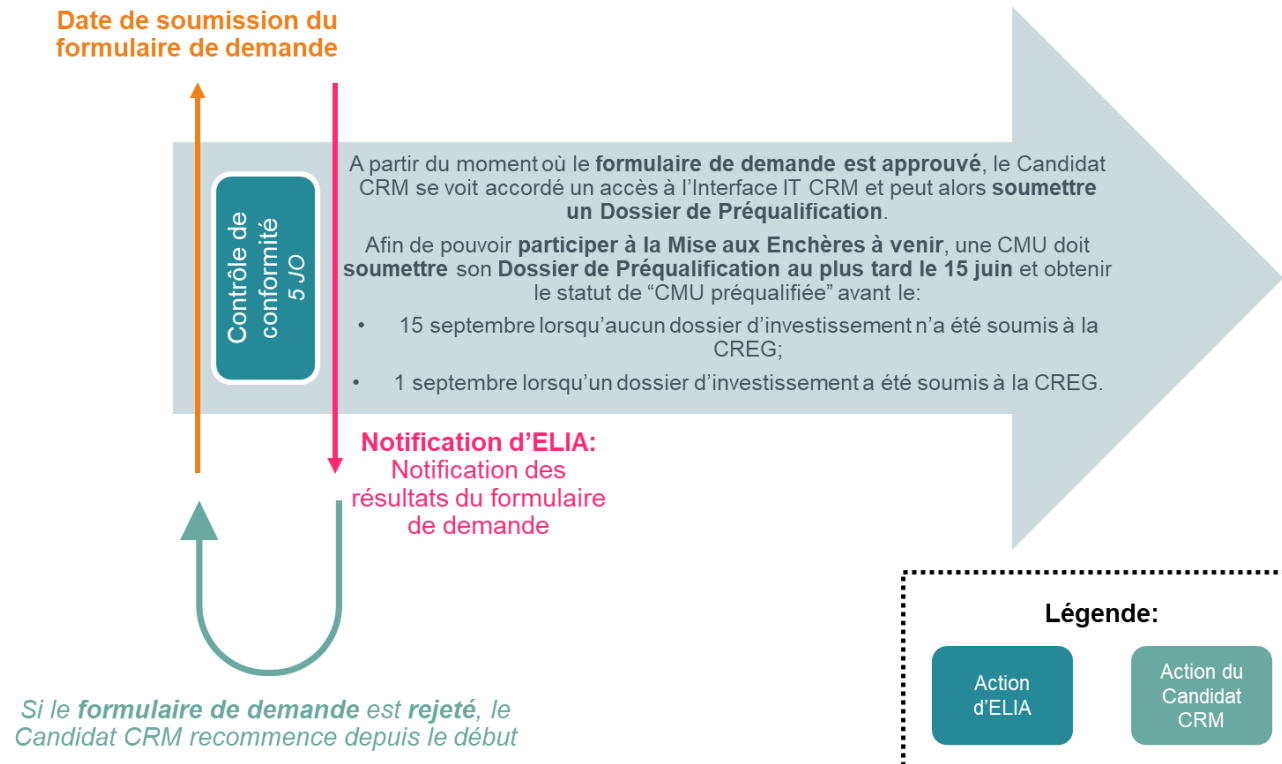 Date de soumission du
formulaire de demande
Contrôle de
conformité
5 JO
A partir du moment où le formulaire de demande est approuvé, le Candidat
CRM se voit accordé un accès à l'Interface IT CRM et peut alors soumettre
un Dossier de Préqualification.
Afin de pouvoir participer à la Mise aux Enchères à venir, une CMU doit
soumettre son Dossier de Préqualification au plus tard le 15 juin et obtenir
le statut de “CMU préqualifiée” avant le:
• 15 septembre lorsqu'aucun dossier d'investissement n'a été soumis à la
CREG;
• 1 septembre lorsqu'un dossier d'investissement a été soumis à la CREG.
Notification d'ELIA:
Notification des
résultats du formulaire
de demande
Si le formulaire de demande est rejeté, le
Candidat CRM recommence depuis le début
Légende:
Action
d'ELIA
Action du
Candidat
CRM